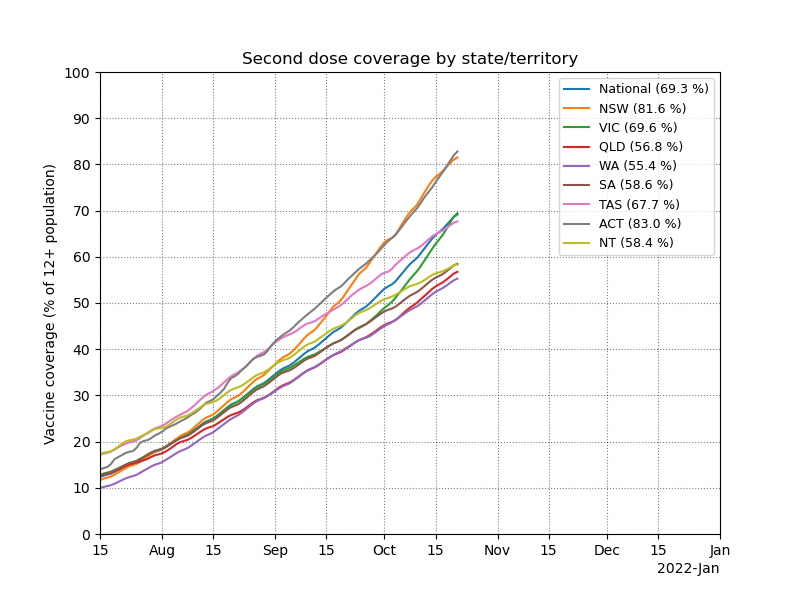 Second dose coverage by state/territory
Vaccine coverage (% of 12+ population)
100
90
80
70
60
50
40
30
20
10
0
National (69.3 %)
NSW (81.6 %)
VIC (69.6 %)
QLD (56.8 %)
WA (55.4 %)
SA (58.6 %)
TAS (67.7 %)
ACT (83.0 %)
NT (58.4 %)
15 Aug 15 Sep 15 Oct 15 Nov 15 Dec 15 Jan
2022-Jan